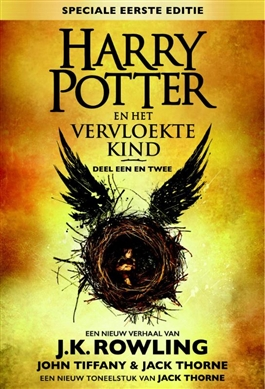 SPECIALE EERSTE EDITIE
HARRY
POTTER
EN HET
VERVLOEKTE
KIND
DEEL EEN EN TWEE
EEN NIEUW VERHAAL VAN
J.K. ROWLING
JOHN TIFFANY & JACK THORNE
EEN NIEUW TONEELSTUK VAN JACK THORNE